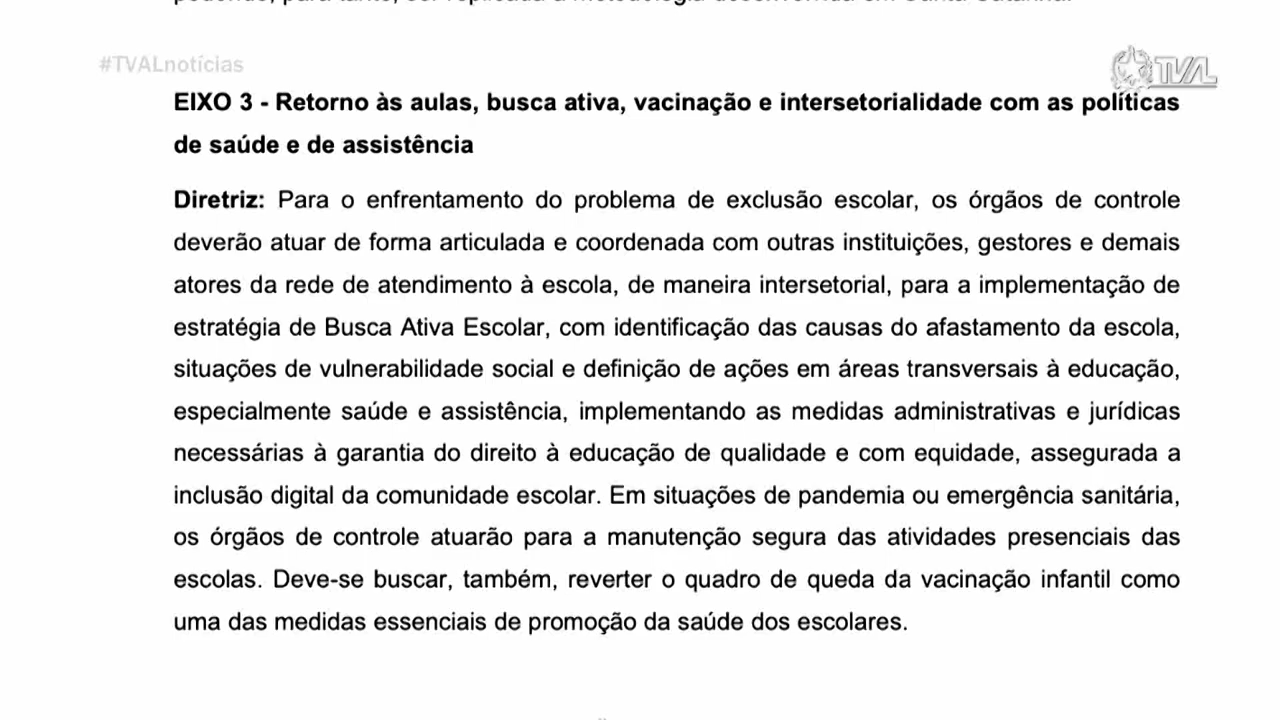 #TVALnotícias
TVAL
EIXO 3 - Retorno às aulas, busca ativa, vacinação e intersetorialidade com as políticas
de saúde e de assistência
Diretriz: Para o enfrentamento do problema de exclusão escolar, os órgãos de controle
deverão atuar de forma articulada e coordenada com outras instituições, gestores e demais
atores da rede de atendimento à escola, de maneira intersetorial, para a implementação de
estratégia de Busca Ativa Escolar, com identificação das causas do afastamento da escola,
situações de vulnerabilidade social e definição de ações em áreas transversais à educação,
especialmente saúde e assistência, implementando as medidas administrativas e jurídicas
necessárias à garantia do direito à educação de qualidade e com equidade, assegurada a
inclusão digital da comunidade escolar. Em situações de pandemia ou emergência sanitária,
os órgãos de controle atuarão para a manutenção segura das atividades presenciais das
escolas. Deve-se buscar, também, reverter o quadro de queda da vacinação infantil como
uma das medidas essenciais de promoção da saúde dos escolares.